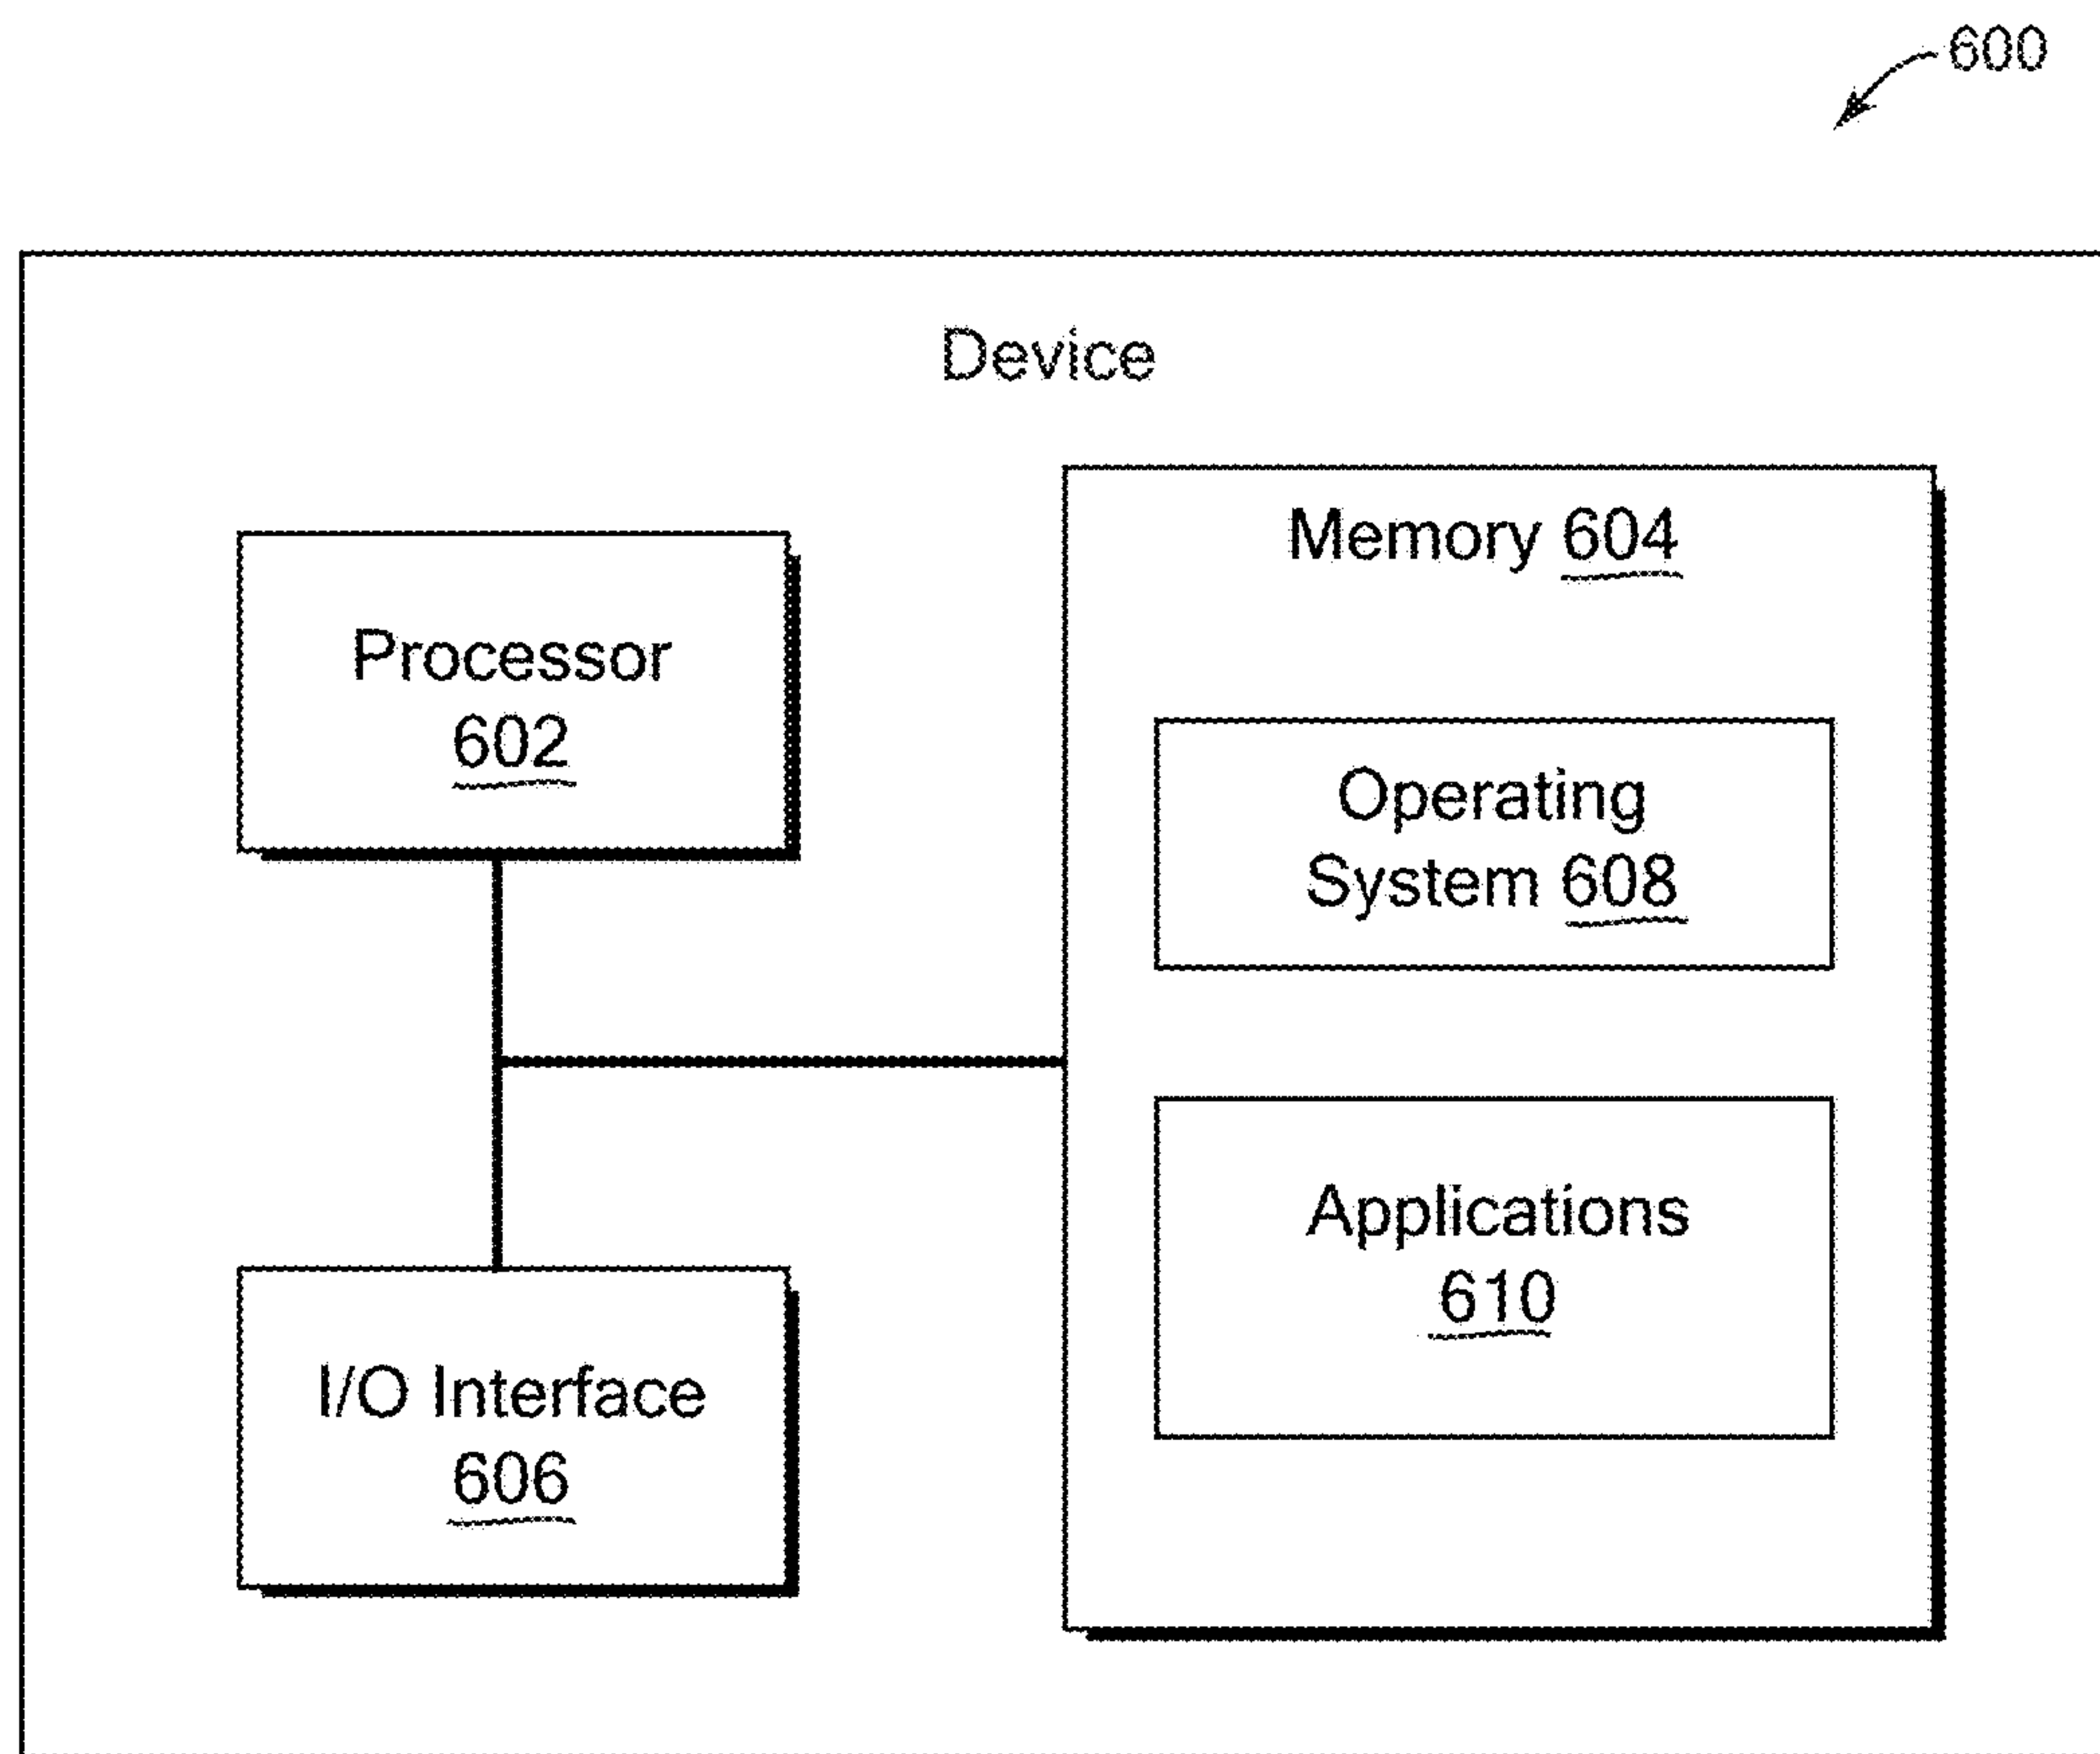 600
Device
Processor
602
Memory 604
Operating
System 608
Applications
610
I/O Interface
606